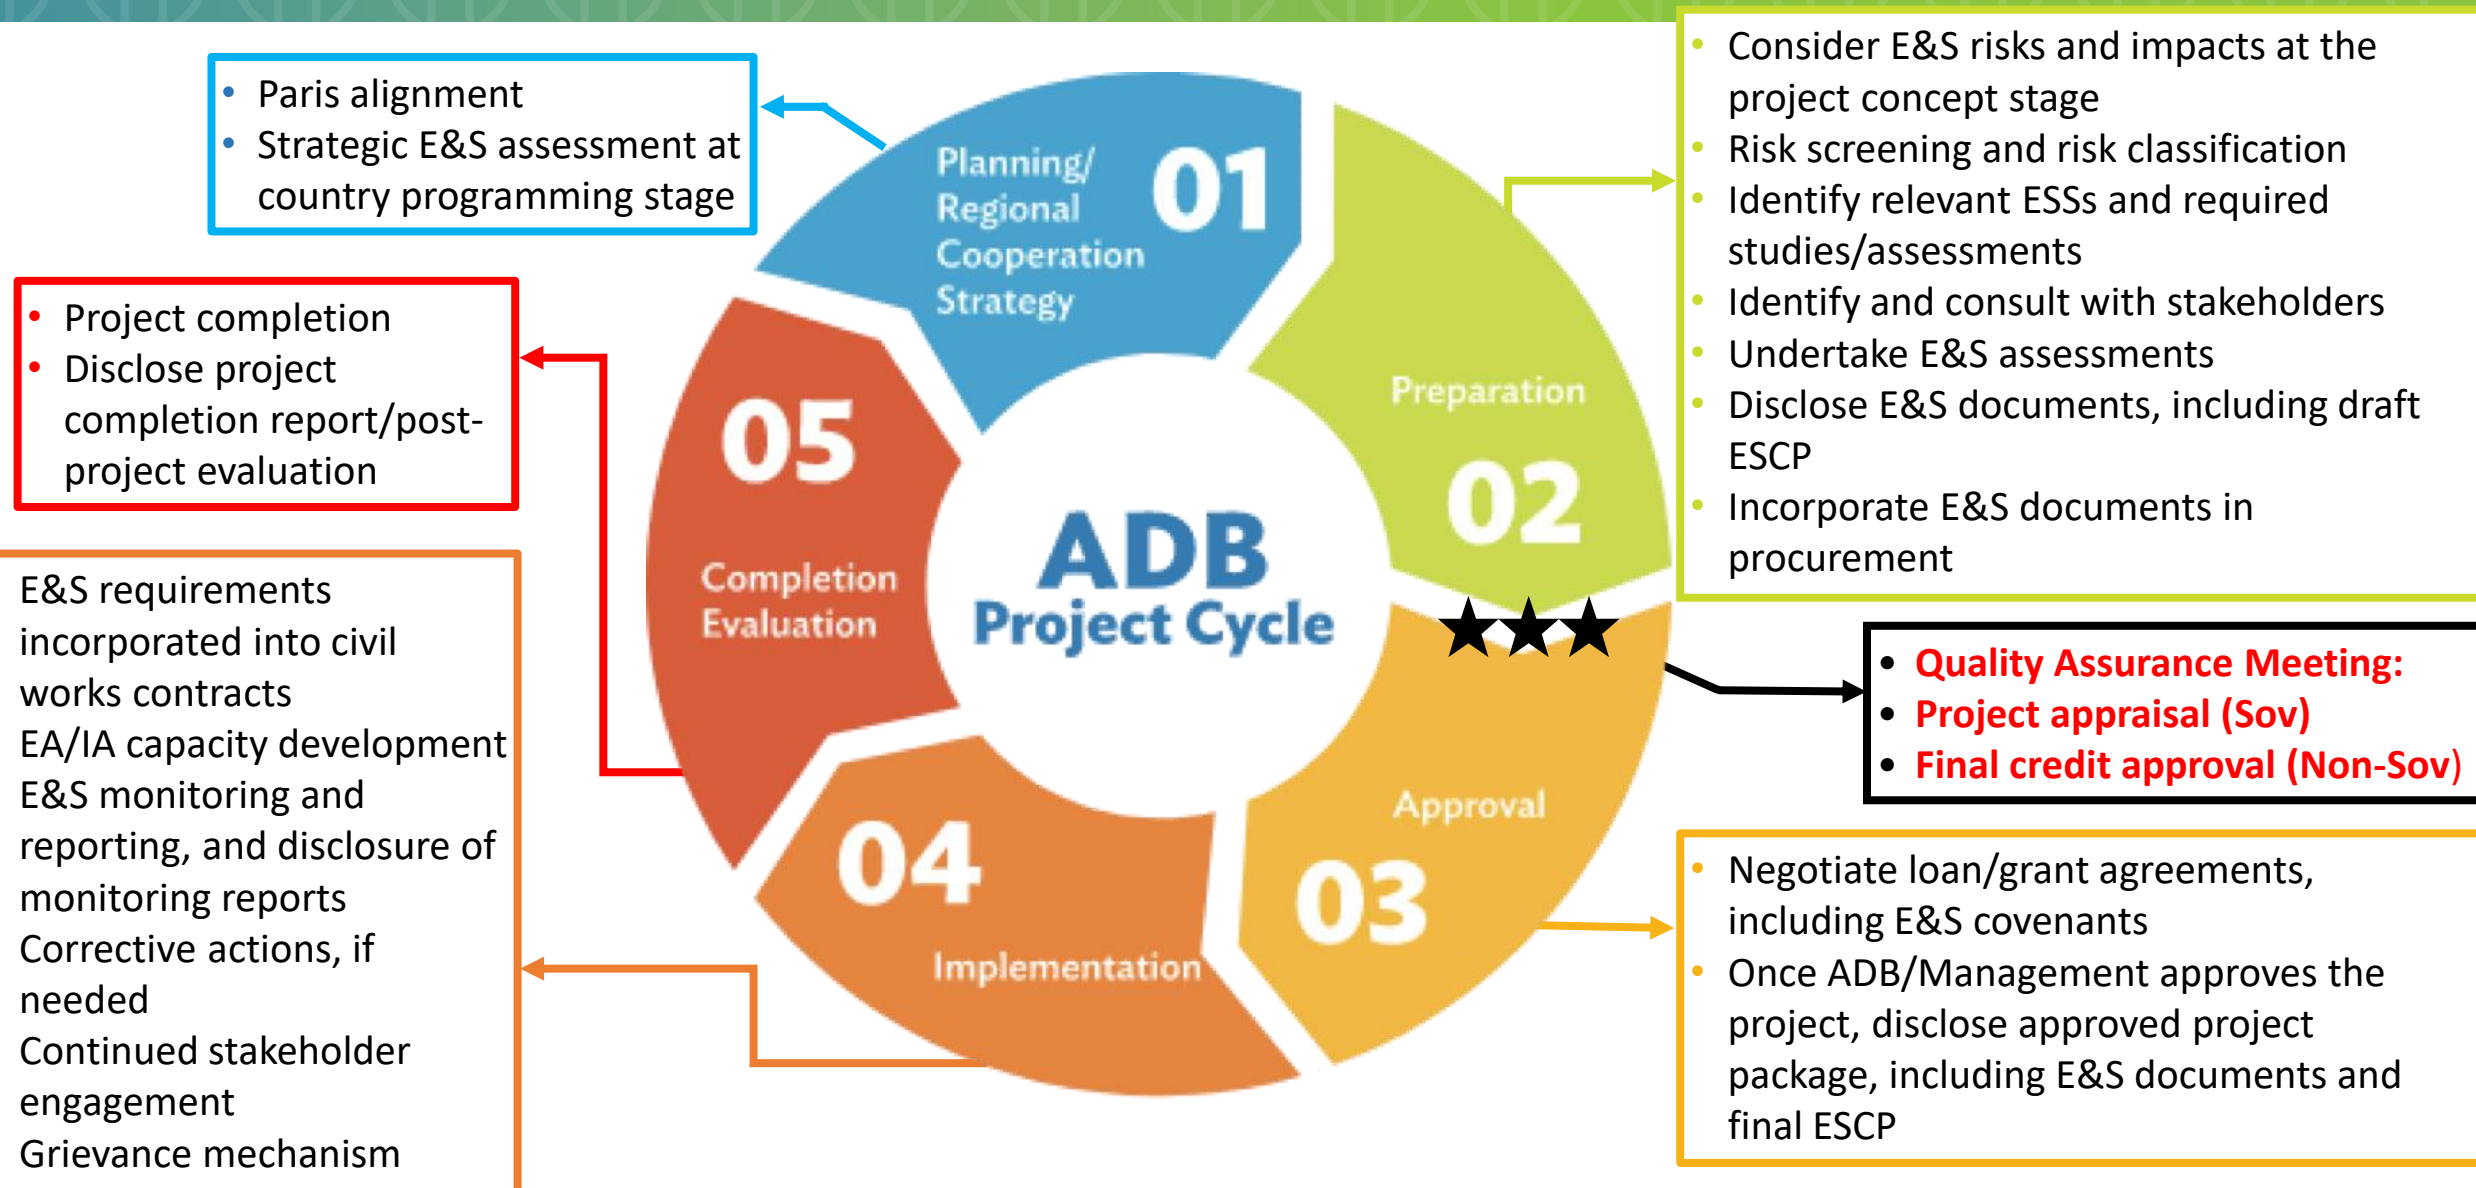 • Paris alignment
• Strategic E&S assessment at
country programming stage
• Project completion
• Disclose project
completion report/post-
project evaluation
E&S requirements
incorporated into civil
works contracts
EA/IA capacity development
E&S monitoring and
reporting, and disclosure of
monitoring reports
Corrective actions, if
needed
Continued stakeholder
engagement
Grievance mechanism
Planning/
Regional
Cooperation
Strategy
01
Preparation
02
Approval
03
04
Implementation
05
Completion
Evaluation
ADB
Project Cycle
• Consider E&S risks and impacts at the
project concept stage
• Risk screening and risk classification
• Identify relevant ESSs and required
studies/assessments
• Identify and consult with stakeholders
• Undertake E&S assessments
• Disclose E&S documents, including draft
ESCP
• Incorporate E&S documents in
procurement
• Quality Assurance Meeting:
• Project appraisal (Sov)
• Final credit approval (Non-Sov)
• Negotiate loan/grant agreements,
including E&S covenants
• Once ADB/Management approves the
project, disclose approved project
package, including E&S documents and
final ESCP